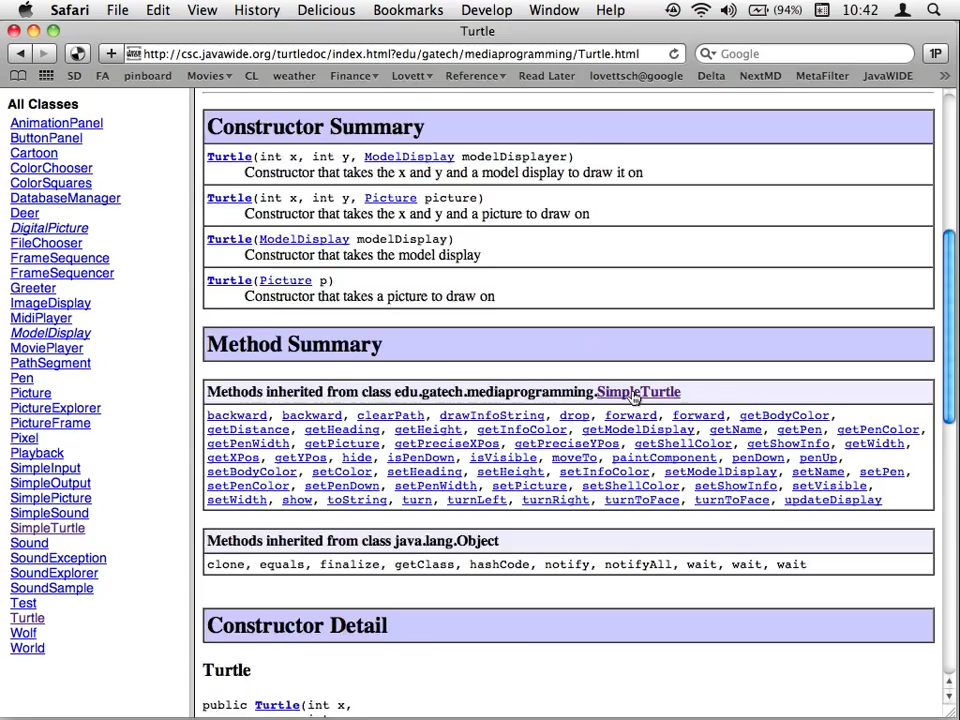 Safari File Edit View History Delicious Bookmarks Develop Window Help (94%) 10:42
Turtle
http://csc.javawide.org/turtledoc/index.html?edu/gatech/mediaprogramming/Turtle.html Google 1P
SD FA pinboard Movies▾ CL weather Finance▾ Lovett▾ Reference▾ Read Later lovettsch@google Delta NextMD MetaFilter JavaWIDE »
All Classes
AnimationPanel
ButtonPanel
Cartoon
ColorChooser
ColorSquares
DatabaseManager
Deer
DigitalPicture
FileChooser
FrameSequence
FrameSequencer
Greeter
ImageDisplay
MidiPlayer
ModelDisplay
MoviePlayer
PathSegment
Pen
Picture
PictureExplorer
PictureFrame
Pixel
Playback
SimpleInput
SimpleOutput
SimplePicture
SimpleSound
SimpleTurtle
Sound
SoundException
SoundExplorer
SoundSample
Test
Turtle
Wolf
World
Constructor Summary
Turtle(int x, int y, ModelDisplay modelDisplayer)
Constructor that takes the x and y and a model display to draw it on
Turtle(int x, int y, Picture picture)
Constructor that takes the x and y and a picture to draw on
Turtle(ModelDisplay modelDisplay)
Constructor that takes the model display
Turtle(Picture p)
Constructor that takes a picture to draw on
Method Summary
Methods inherited from class edu.gatech.mediaprogramming.SimpleTurtle
backward, backward, clearPath, drawInfoString, drop, forward, forward, getBodyColor,
getDistance, getHeading, getHeight, getInfoColor, getModelDisplay, getName, getPen, getPenColor,
getPenWidth, getPicture, getPreciseXPos, getPreciseYPos, getShellColor, getShowInfo, getWidth,
getXPos, getYPos, hide, isPenDown, isVisible, moveTo, paintComponent, penDown, penUp,
setBodyColor, setColor, setHeading, setHeight, setInfoColor, setModelDisplay, setName, setPen,
setPenColor, setPenDown, setPenWidth, setPicture, setShellColor, setShowInfo, setVisible,
setWidth, show, toString, turn, turnLeft, turnRight, turnToFace, turnToFace, updateDisplay
Methods inherited from class java.lang.Object
clone, equals, finalize, getClass, hashCode, notify, notifyAll, wait, wait, wait
Constructor Detail
Turtle
public Turtle(int x,